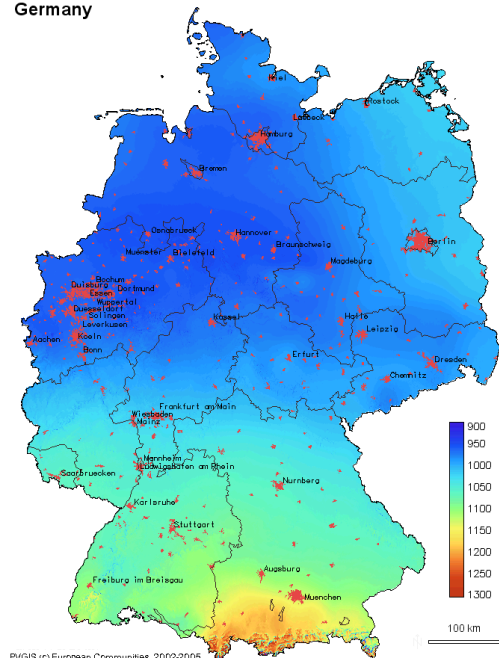 Germany
Kiel
Rostock
Luebeck
Hamburg
Bremen
Osnabrueck
Hannover
Berlin
Braunschweig
Muenster
Bielefeld
Magdeburg
Bochum
Duisburg
Dortmund
Essen
Wuppertal
Duesseldorf
Solingen
Leverkusen
Kassel
Halle
Leipzig
Aachen
Koeln
Bonn
Erfurt
Dresden
Chemnitz
Frankfurt am Main
Wiesbaden
Mainz
Mannheim
Ludwigshafen am Rhein
Saarbruecken
Nurnberg
Karlsruhe
Stuttgart
Augsburg
Freiburg im Breisgau
Muenchen
900
950
1000
1050
1100
1150
1200
1250
1300
100 km
PVGIS (c) European Communities, 2002-2005